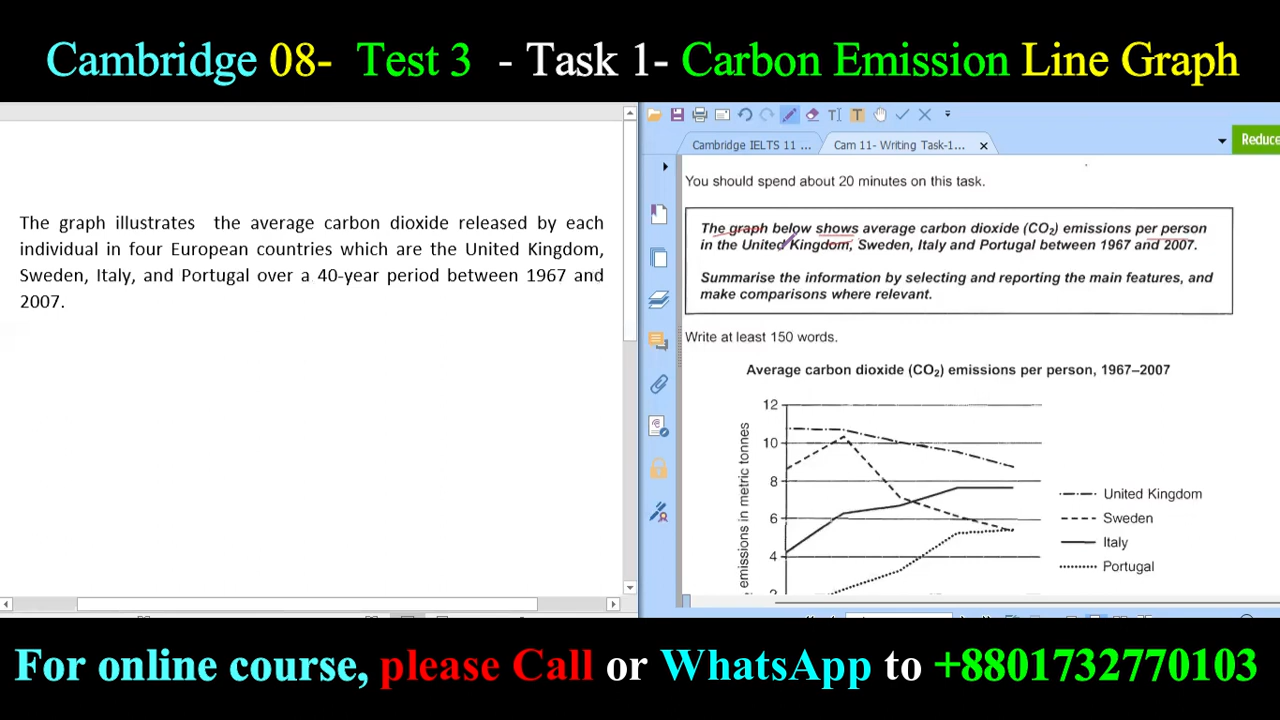 Cambridge 08- Test 3 - Task 1- Carbon Emission Line Graph
Reduce
Cambridge IELTS 11 ...
Cam 11- Writing Task-1...
The graph illustrates the average carbon dioxide released by each
individual in four European countries which are the United Kingdom,
Sweden, Italy, and Portugal over a 40-year period between 1967 and
2007.
You should spend about 20 minutes on this task.
The graph below shows average carbon dioxide (CO₂) emissions per person
in the United Kingdom, Sweden, Italy and Portugal between 1967 and 2007.
Summarise the information by selecting and reporting the main features, and
make comparisons where relevant.
Write at least 150 words.
Average carbon dioxide (CO₂) emissions per person, 1967–2007
12
10
8
6
4
emissions in metric tonnes
United Kingdom
Sweden
Italy
Portugal
For online course, please Call or WhatsApp to +8801732770103